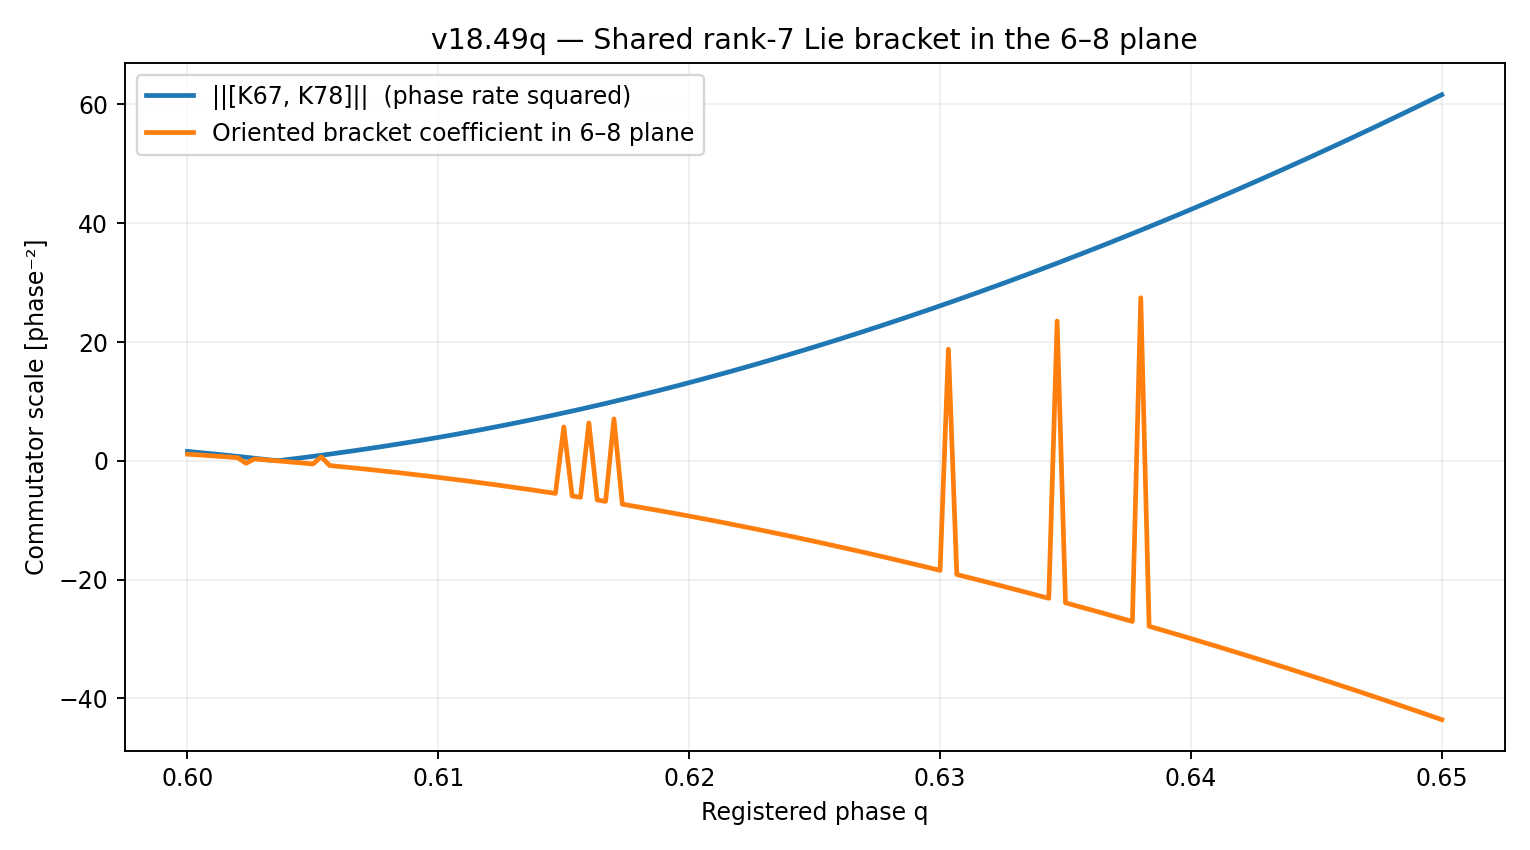 v18.49q — Shared rank-7 Lie bracket in the 6–8 plane
||[K67, K78]||  (phase rate squared)
Oriented bracket coefficient in 6–8 plane
Commutator scale [phase⁻²]
60
40
20
0
−20
−40
0.60 0.61 0.62 0.63 0.64 0.65
Registered phase q